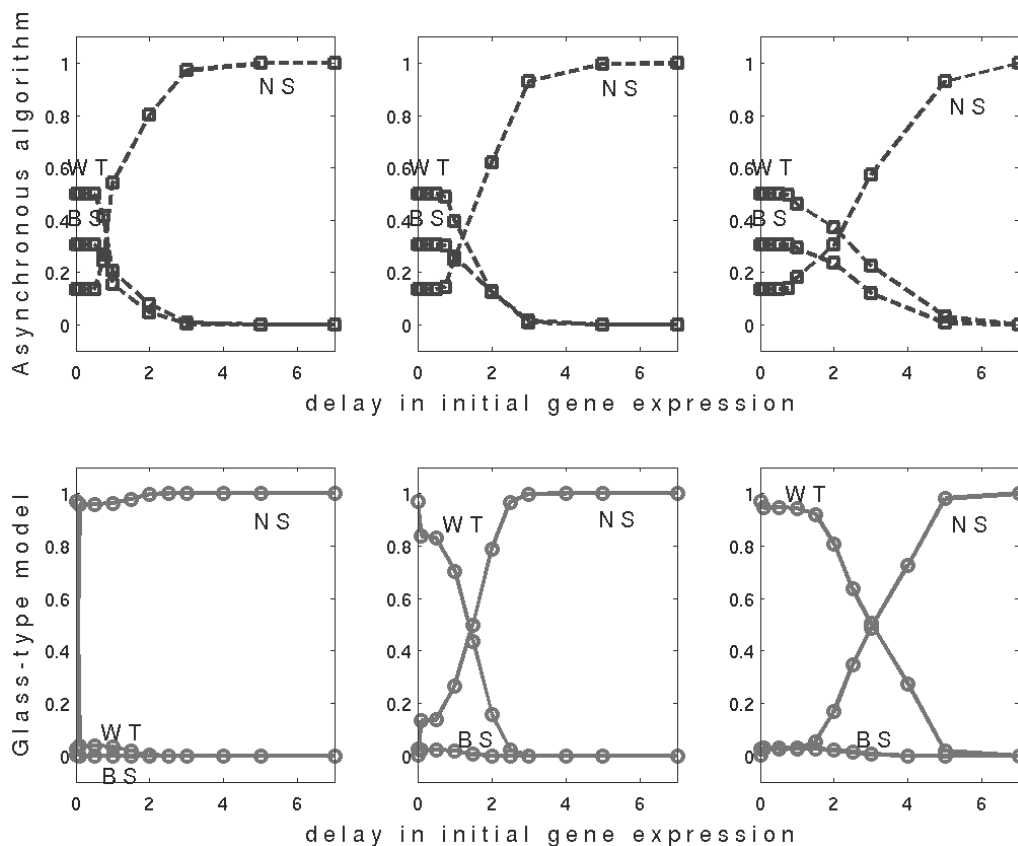 Asynchronous algorithm
1
0.8
0.6
0.4
0.2
0
WT
BS
NS
0 2 4 6
1
0.8
0.6
0.4
0.2
0
WT
BS
NS
0 2 4 6
1
0.8
0.6
0.4
0.2
0
WT
BS
NS
0 2 4 6
delay in initial gene expression
Glass-type model
1
0.8
0.6
0.4
0.2
0
NS
WT
BS
0 2 4 6
1
0.8
0.6
0.4
0.2
0
WT
NS
BS
0 2 4 6
1
0.8
0.6
0.4
0.2
0
WT
NS
BS
0 2 4 6
delay in initial gene expression